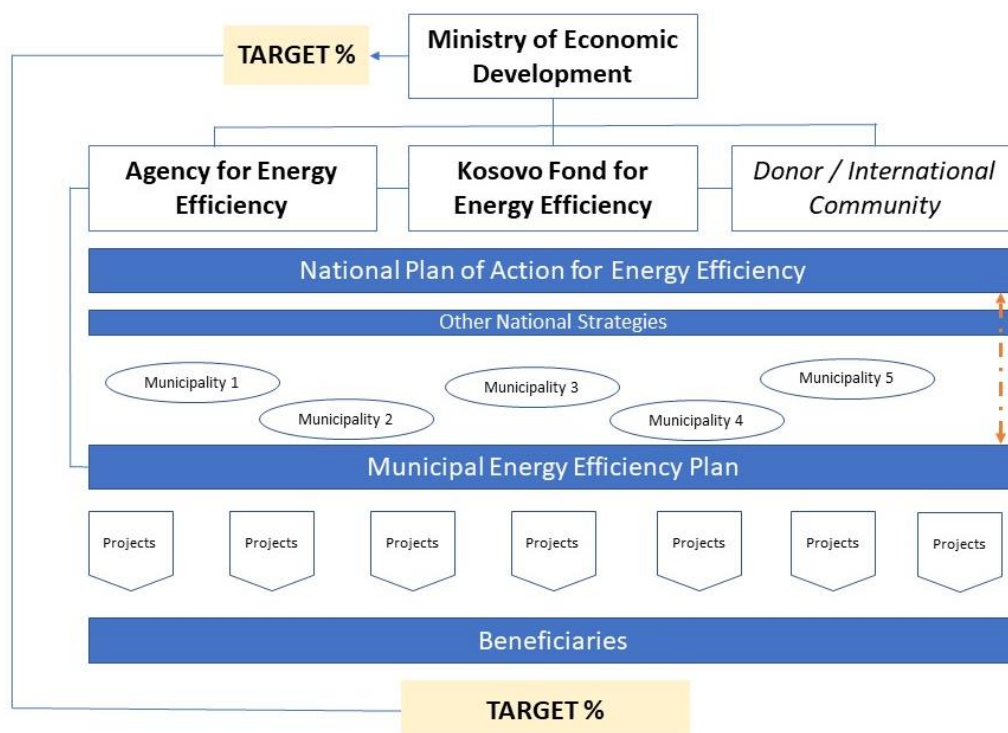 TARGET %
Ministry of Economic
Development
Agency for Energy
Efficiency
Kosovo Fond for
Energy Efficiency
Donor / International
Community
National Plan of Action for Energy Efficiency
Other National Strategies
Municipality 1
Municipality 2
Municipality 3
Municipality 4
Municipality 5
Municipal Energy Efficiency Plan
Projects
Projects
Projects
Projects
Projects
Projects
Projects
Beneficiaries
TARGET %